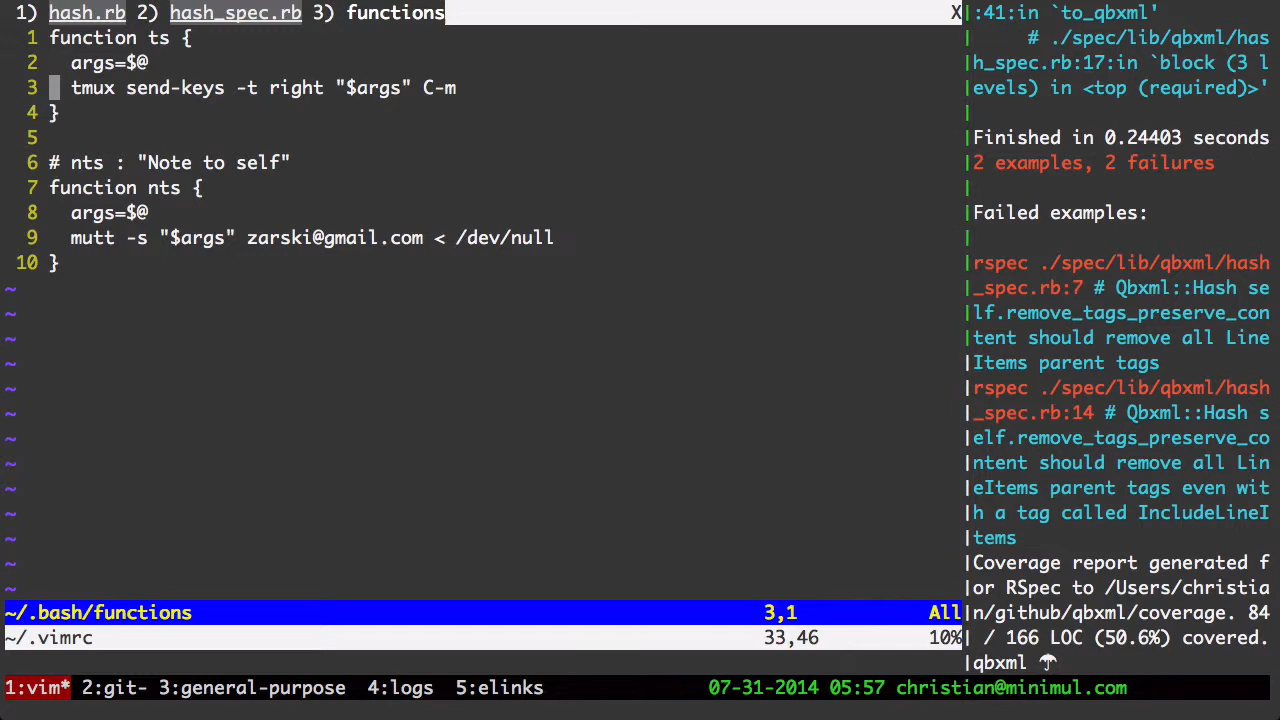 1) hash.rb 2) hash_spec.rb 3) functions X
1 function ts {
2 args=$@
3 tmux send-keys -t right "$args" C-m
4 }
5
6 # nts : "Note to self"
7 function nts {
8 args=$@
9 mutt -s "$args" zarski@gmail.com < /dev/null
10 }
~
~
~
~
~
~
~
~
~
~
~
~
~
~/.bash/functions 3,1 All
~/.vimrc 33,46 10%
:41:in `to_qbxml'
# ./spec/lib/qbxml/has
h_spec.rb:17:in `block (3 l
evels) in <top (required)>'
Finished in 0.24403 seconds
2 examples, 2 failures
Failed examples:
rspec ./spec/lib/qbxml/hash
_spec.rb:7 # Qbxml::Hash se
lf.remove_tags_preserve_con
tent should remove all Line
Items parent tags
rspec ./spec/lib/qbxml/hash
_spec.rb:14 # Qbxml::Hash s
elf.remove_tags_preserve_co
ntent should remove all Lin
eItems parent tags even wit
h a tag called IncludeLineI
tems
Coverage report generated f
or RSpec to /Users/christia
n/github/qbxml/coverage. 84
/ 166 LOC (50.6%) covered.
qbxml ☂
1:vim* 2:git- 3:general-purpose 4:logs 5:elinks 07-31-2014 05:57 christian@minimul.com